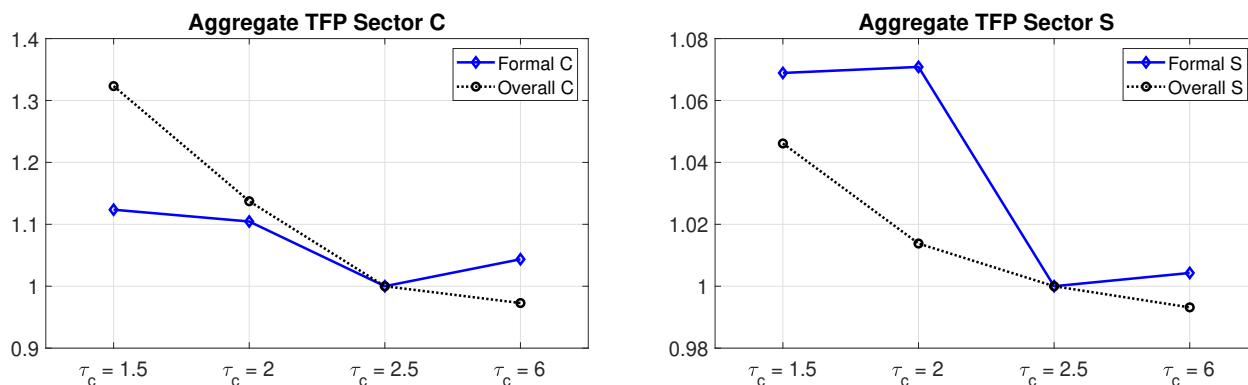 Aggregate TFP Sector C
1.4
1.3
1.2
1.1
1
0.9
Formal C
Overall C
τc = 1.5
τc = 2
τc = 2.5
τc = 6
Aggregate TFP Sector S
1.08
1.06
1.04
1.02
1
0.98
Formal S
Overall S
τc = 1.5
τc = 2
τc = 2.5
τc = 6